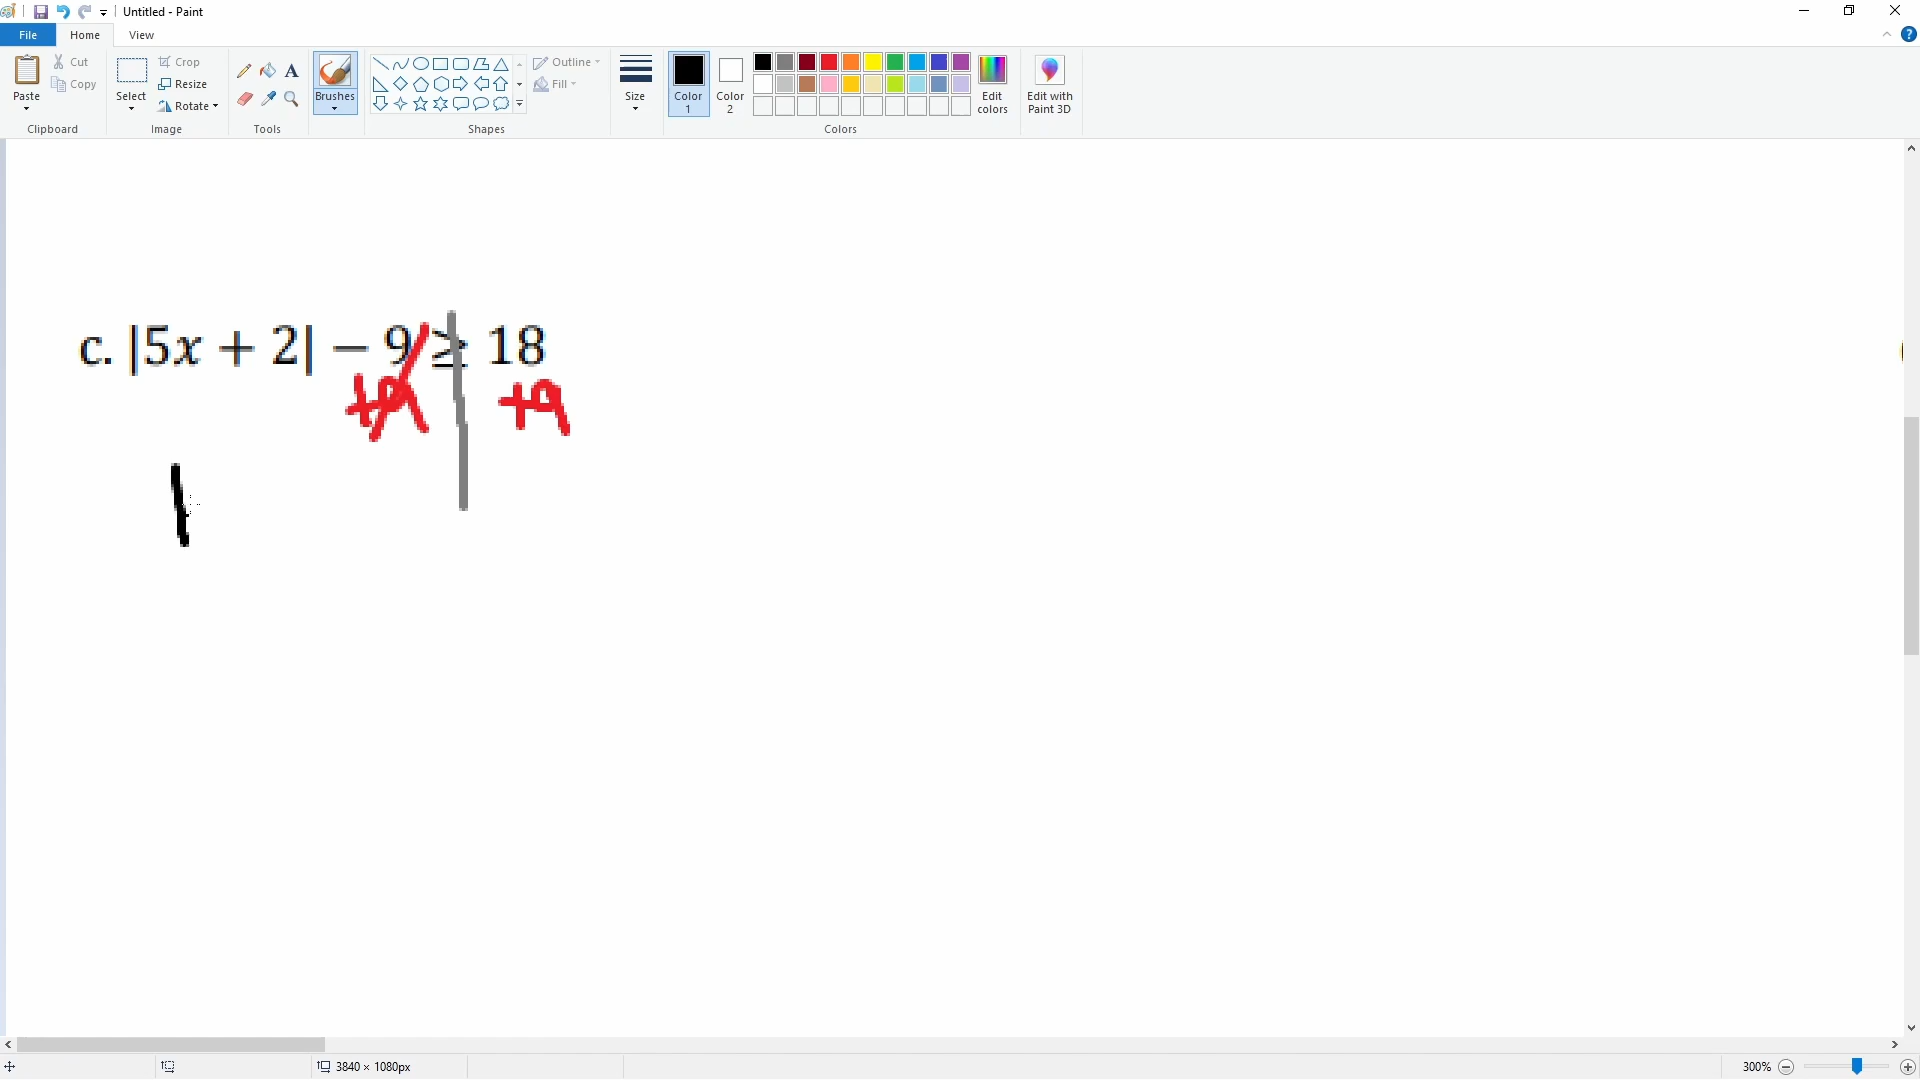 Untitled - Paint
File Home View
Paste
Cut
Copy
Clipboard
Select
Crop
Resize
Rotate
Image
A
Tools
Brushes
Shapes
Outline
Fill
Size
Color 1
Color 2
Colors
Edit colors
Edit with Paint 3D
?
c. |5x + 2| − 9 ≥ 18
+9 +9
|
3840 × 1080px
300%